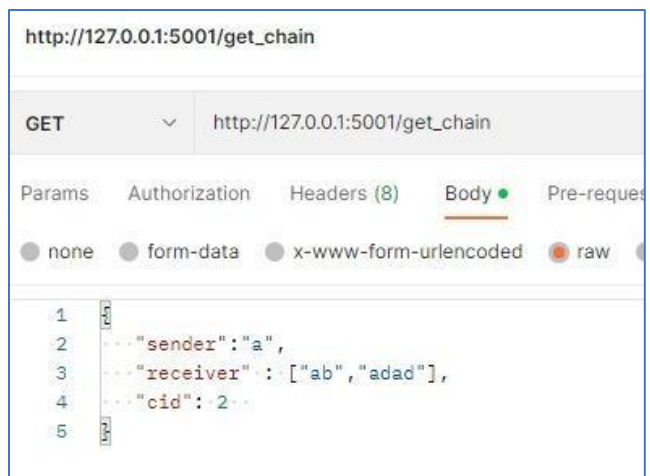 http://127.0.0.1:5001/get_chain
GET http://127.0.0.1:5001/get_chain
Params Authorization Headers (8) Body Pre-reques
none form-data x-www-form-urlencoded raw
1 {
2 "sender":"a",
3 "receiver" : ["ab","adad"],
4 "cid": 2
5 }